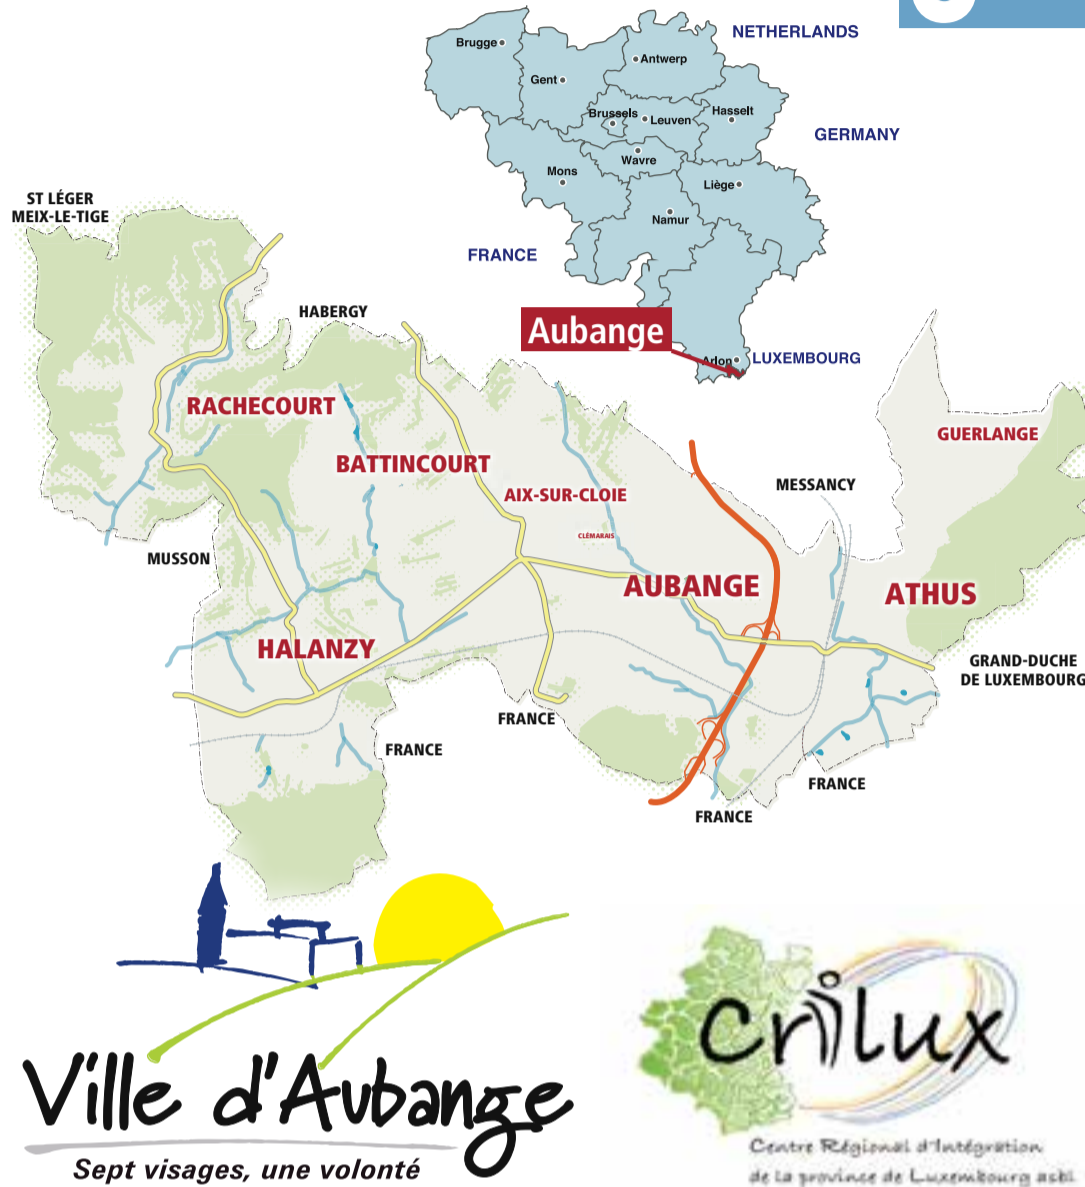 NETHERLANDS
Brugge
Antwerp
Gent
Brussels
Leuven
Hasselt
GERMANY
Wavre
Mons
Liège
Namur
FRANCE
Aubange
Arlon
LUXEMBOURG
ST LÉGER
MEIX-LE-TIGE
HABERGY
RACHECOURT
BATTINCOURT
AIX-SUR-CLOIE
CLÉMARAIS
GUERLANGE
MESSANCY
MUSSON
AUBANGE
ATHUS
HALANZY
GRAND-DUCHE
DE LUXEMBOURG
FRANCE
FRANCE
FRANCE
FRANCE
Ville d'Aubange
Sept visages, une volonté
crilux
Centre Régional d'Intégration
de la province de Luxembourg asbl